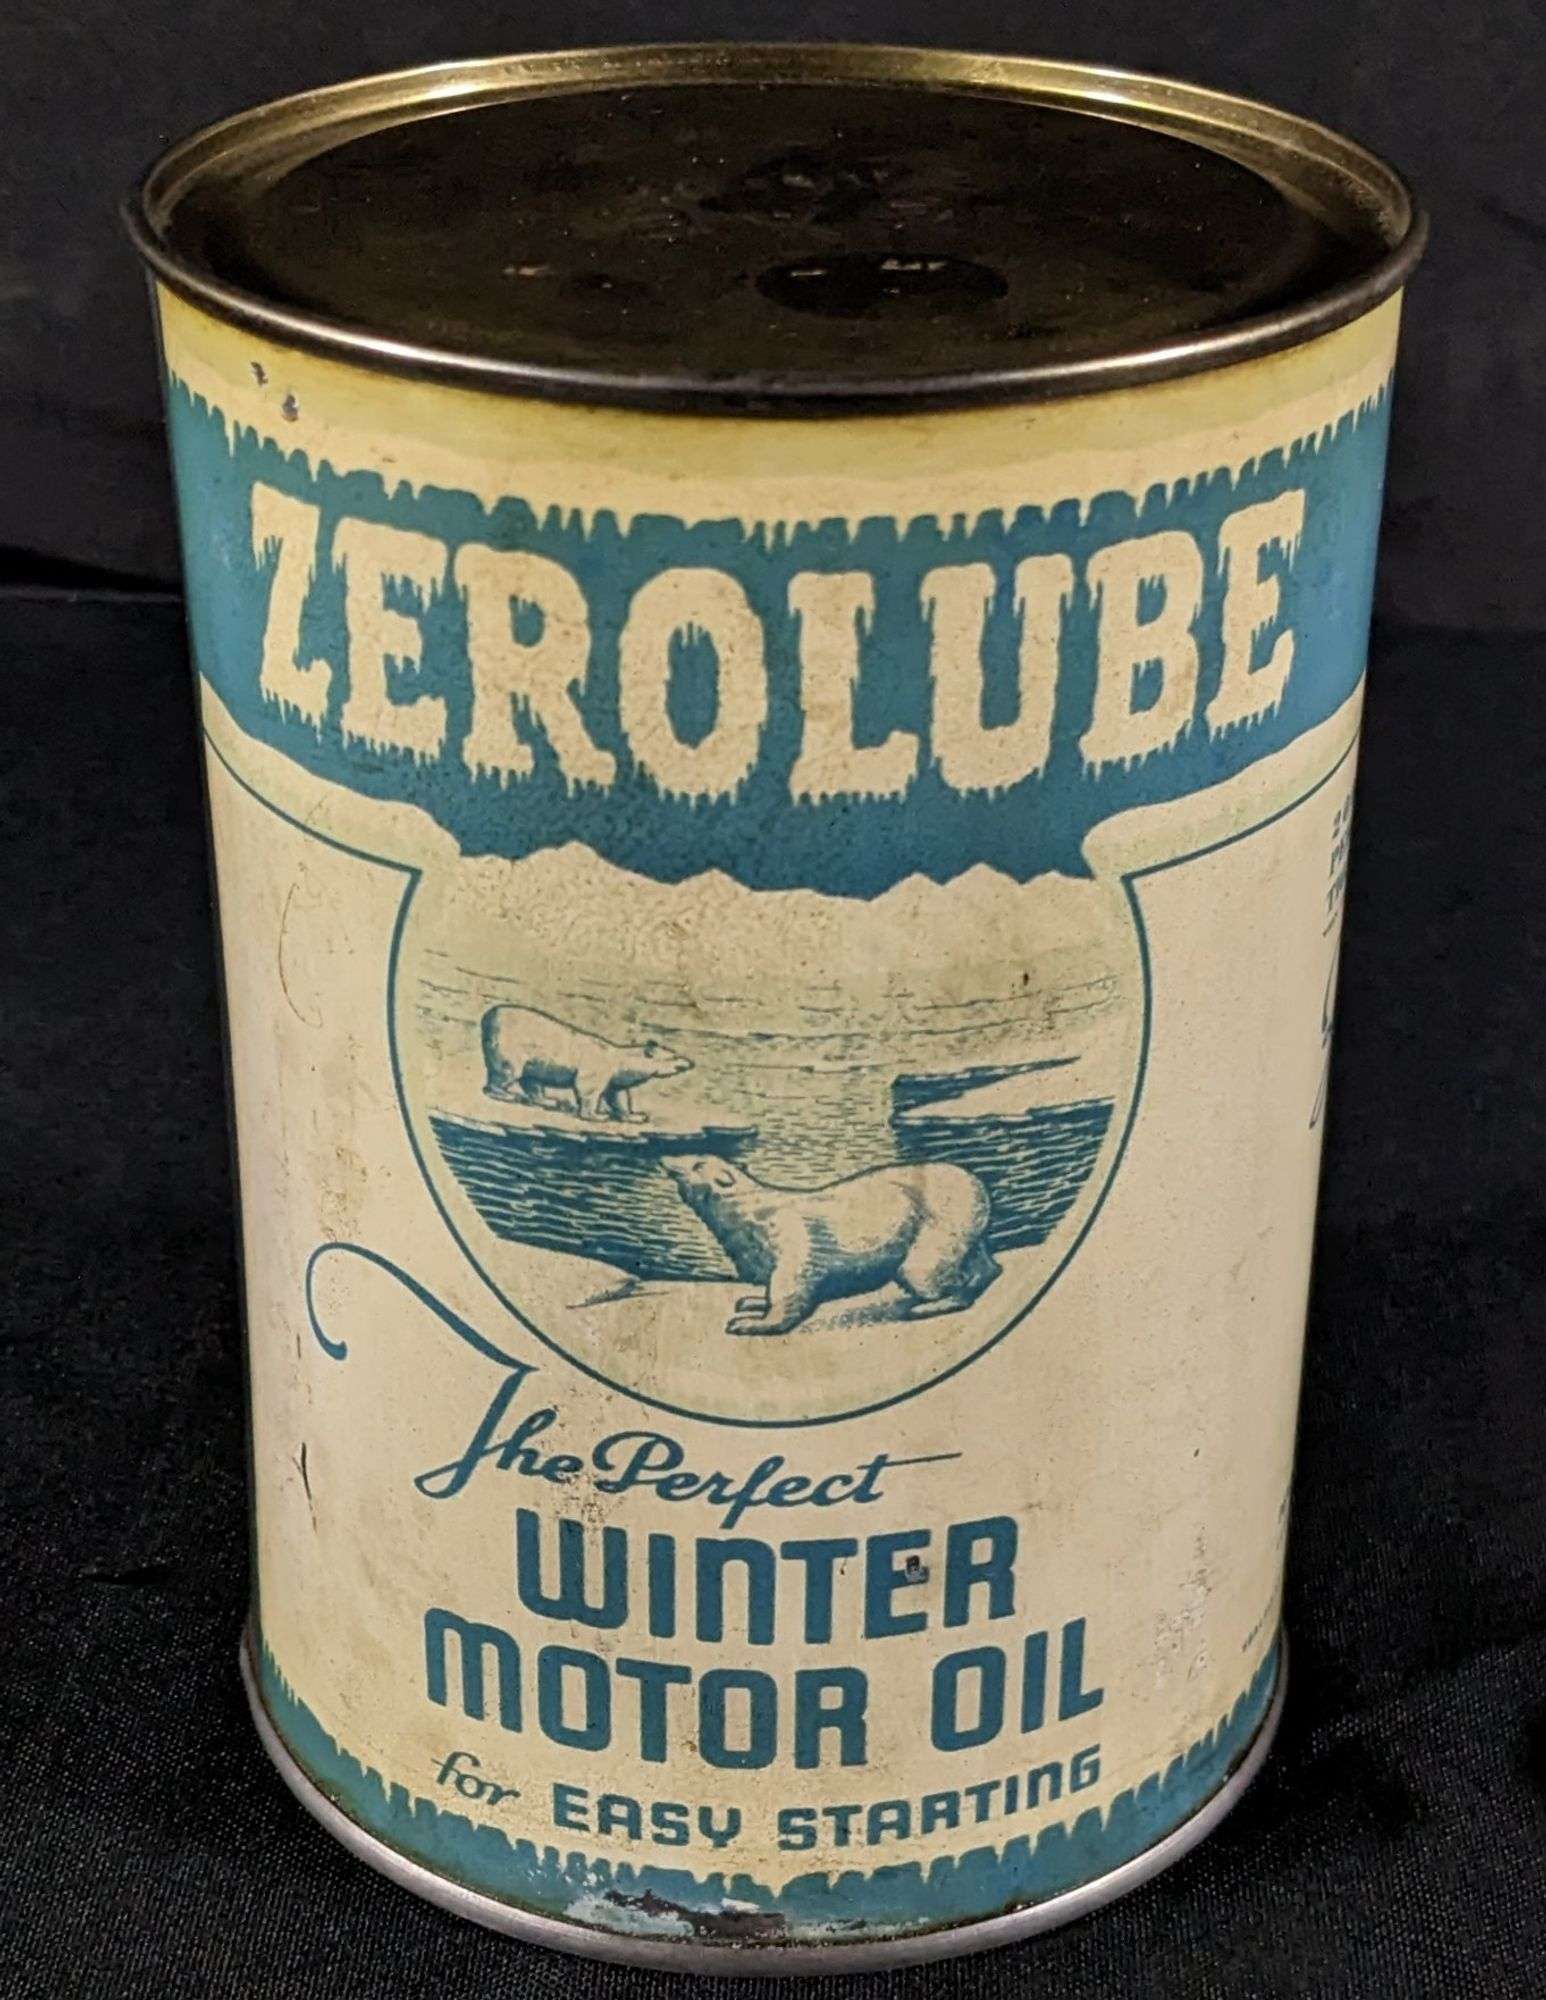 ZEROLUBE
The Perfect
WINTER
MOTOR OIL
for EASY STARTING